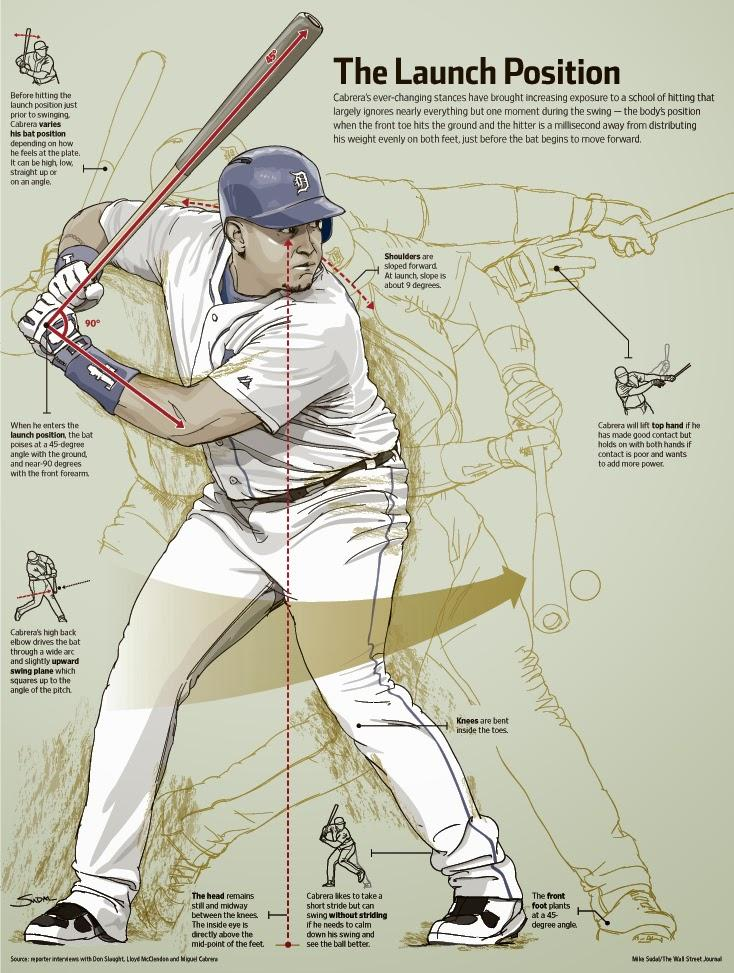 The Launch Position
Cabrera's ever-changing stances have brought increasing exposure to a school of hitting that
largely ignores nearly everything but one moment during the swing — the body's position
when the front toe hits the ground and the hitter is a millisecond away from distributing
his weight evenly on both feet, just before the bat begins to move forward.
Before hitting the
launch position just
prior to swinging,
Cabrera varies
his bat position
depending on how
he feels at the plate.
It can be high, low,
straight up or
on an angle.
45°
D
Shoulders are
sloped forward.
At launch, slope is
about 9 degrees.
90°
When he enters the
launch position, the bat
poises at a 45-degree
angle with the ground,
and near-90 degrees
with the front forearm.
Cabrera will lift top hand if he
has made good contact but
holds on with both hands if
contact is poor and wants
to add more power.
Cabrera's high back
elbow drives the bat
through a wide arc
and slightly upward
swing plane which
squares up to the
angle of the pitch.
Knees are bent
inside the toes.
SUDAL
The head remains
still and midway
between the knees.
The inside eye is
directly above the
mid-point of the feet.
Cabrera likes to take a
short stride but can
swing without striding
if he needs to calm
down his swing and
see the ball better.
The front
foot plants
at a 45-
degree angle.
Source: reporter interviews with Don Slaught, Lloyd McClendon and Miguel Cabrera
Mike Sudal/The Wall Street Journal